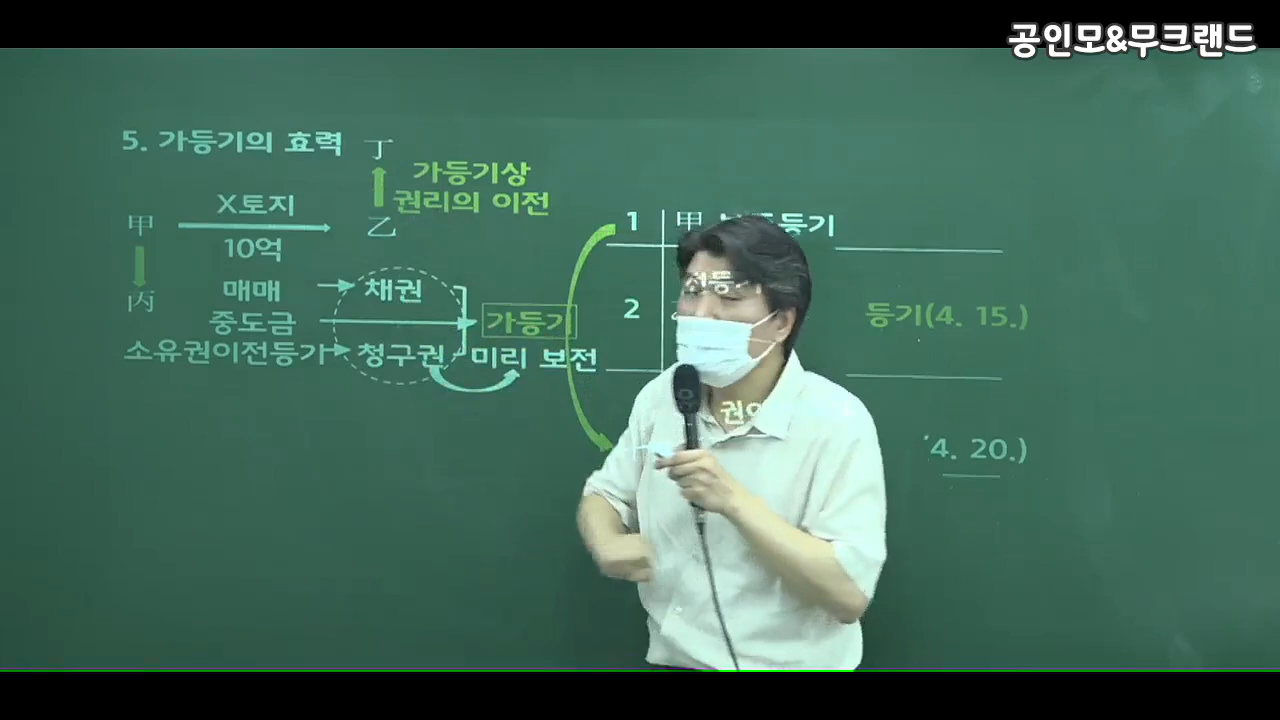 공인모&무크랜드
5. 가등기의 효력
丁
가등기상
권리의 이전
甲
X토지
乙
10억
丙
매매
채권
중도금
가등기
소유권이전등기
청구권
미리 보전
1
甲
등기
2
등기(4. 15.)
4. 20.)